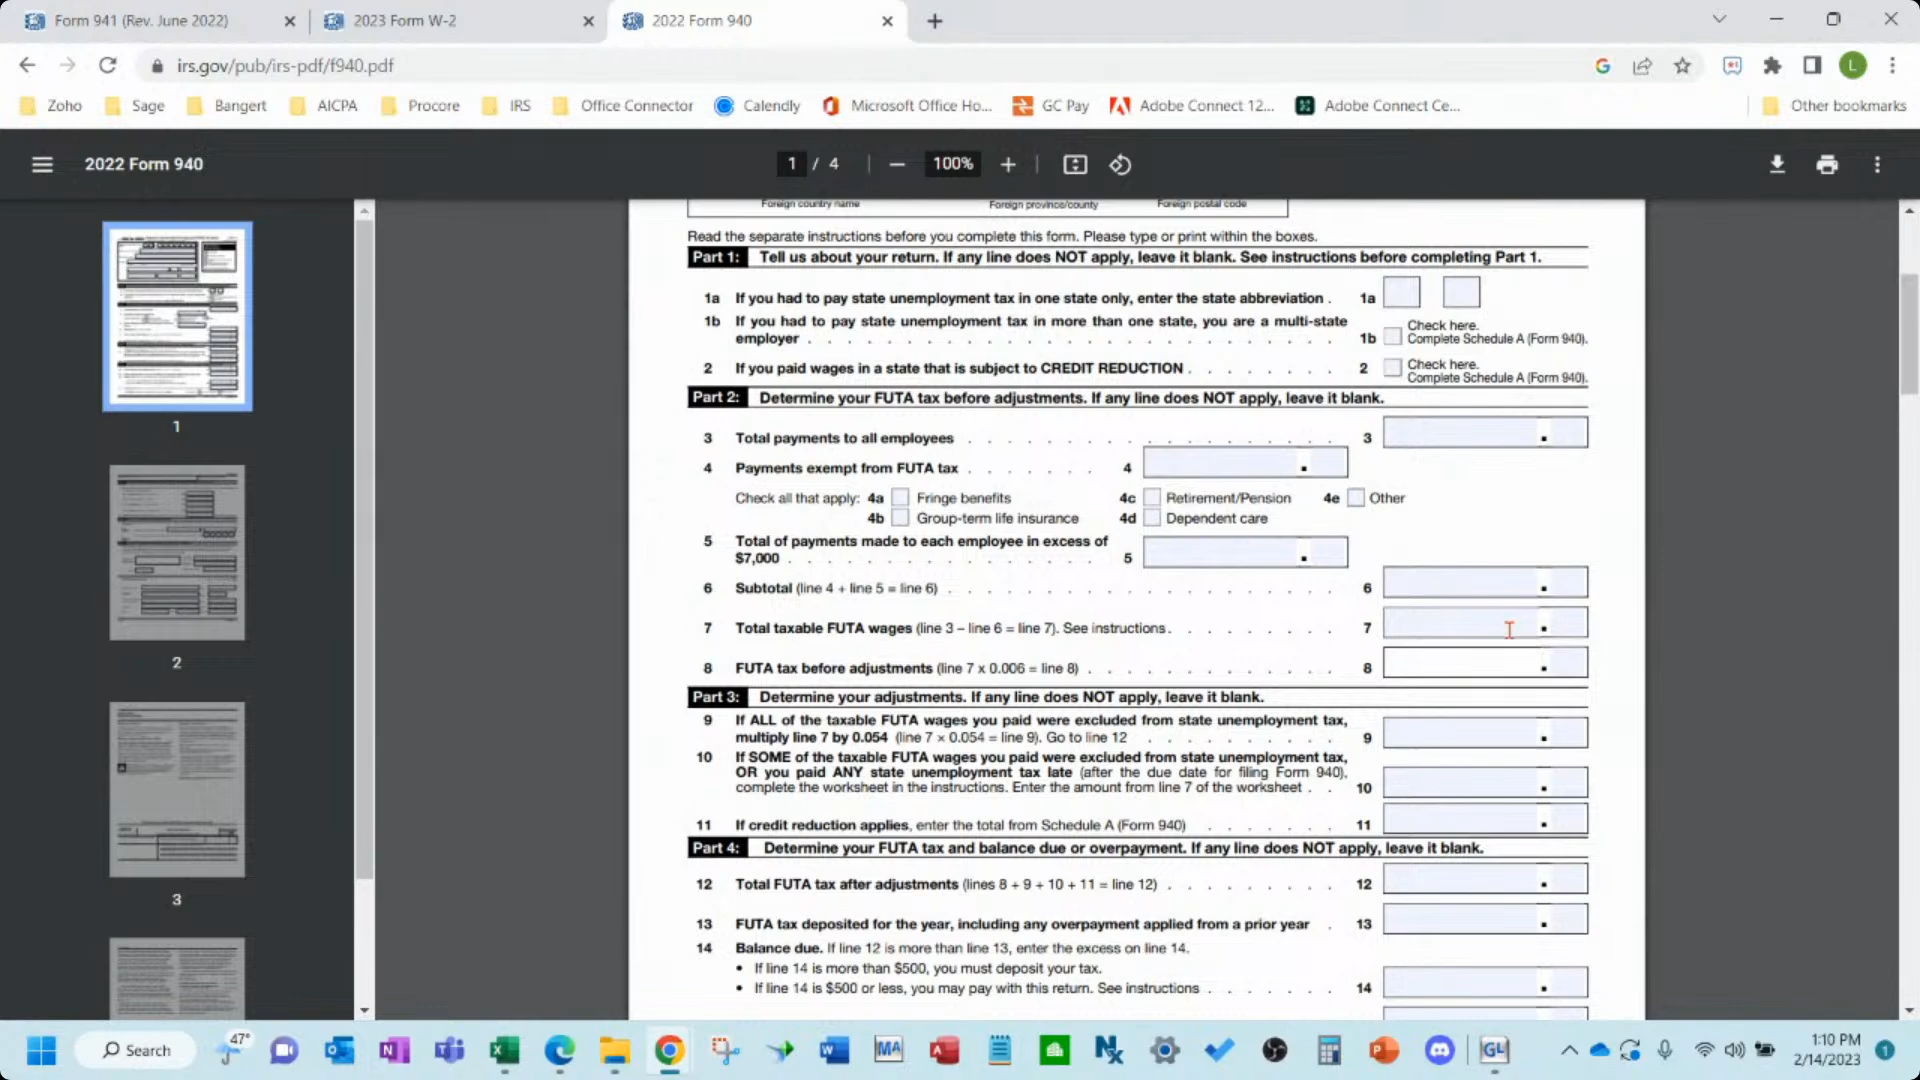 Form 941 (Rev. June 2022)
2023 Form W-2
2022 Form 940
irs.gov/pub/irs-pdf/f940.pdf
L
Zoho
Sage
Bangert
AICPA
Procore
IRS
Office Connector
Calendly
Microsoft Office Ho...
GC Pay
Adobe Connect 12...
Adobe Connect Ce...
Other bookmarks
2022 Form 940
1 / 4
100%
1
2
3
Foreign country name Foreign province/county Foreign postal code
Read the separate instructions before you complete this form. Please type or print within the boxes.
Part 1: Tell us about your return. If any line does NOT apply, leave it blank. See instructions before completing Part 1.
1a If you had to pay state unemployment tax in one state only, enter the state abbreviation . 1a
1b If you had to pay state unemployment tax in more than one state, you are a multi-state
employer . . . . . . . . . . . . . . . . . . . . . . 1b
Check here.
Complete Schedule A (Form 940).
2 If you paid wages in a state that is subject to CREDIT REDUCTION . . . . . . . 2
Check here.
Complete Schedule A (Form 940).
Part 2: Determine your FUTA tax before adjustments. If any line does NOT apply, leave it blank.
3 Total payments to all employees . . . . . . . . . . . . . . . . 3 .
4 Payments exempt from FUTA tax . . . . . . . 4 .
Check all that apply: 4a Fringe benefits 4c Retirement/Pension 4e Other
4b Group-term life insurance 4d Dependent care
5 Total of payments made to each employee in excess of
$7,000 . . . . . . . . . . . . . . . 5 .
6 Subtotal (line 4 + line 5 = line 6) . . . . . . . . . . . . . . . . . 6 .
7 Total taxable FUTA wages (line 3 – line 6 = line 7). See instructions . . . . . . . . 7 .
8 FUTA tax before adjustments (line 7 x 0.006 = line 8) . . . . . . . . . . . 8 .
Part 3: Determine your adjustments. If any line does NOT apply, leave it blank.
9 If ALL of the taxable FUTA wages you paid were excluded from state unemployment tax,
multiply line 7 by 0.054 (line 7 × 0.054 = line 9). Go to line 12 . . . . . . . . . 9 .
10 If SOME of the taxable FUTA wages you paid were excluded from state unemployment tax,
OR you paid ANY state unemployment tax late (after the due date for filing Form 940),
complete the worksheet in the instructions. Enter the amount from line 7 of the worksheet . . 10 .
11 If credit reduction applies, enter the total from Schedule A (Form 940) . . . . . . 11 .
Part 4: Determine your FUTA tax and balance due or overpayment. If any line does NOT apply, leave it blank.
12 Total FUTA tax after adjustments (lines 8 + 9 + 10 + 11 = line 12) . . . . . . . . 12 .
13 FUTA tax deposited for the year, including any overpayment applied from a prior year . 13 .
14 Balance due. If line 12 is more than line 13, enter the excess on line 14.
• If line 14 is more than $500, you must deposit your tax.
• If line 14 is $500 or less, you may pay with this return. See instructions . . . . . . . 14 .
Search
47°
MA
GL
1:10 PM
2/14/2023
1